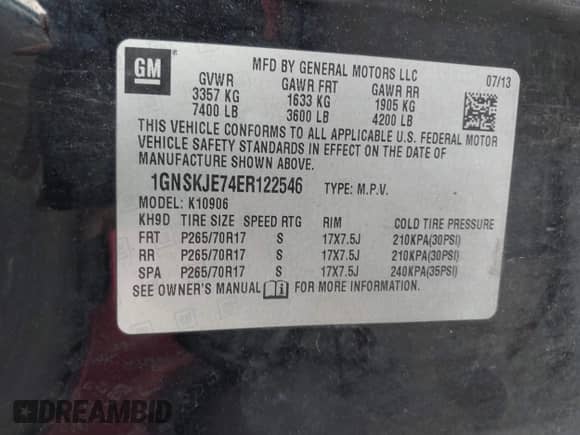 GM
MFD BY GENERAL MOTORS LLC 07/13
GVWR GAWR FRT GAWR RR
3357 KG 1633 KG 1905 KG
7400 LB 3600 LB 4200 LB
THIS VEHICLE CONFORMS TO ALL APPLICABLE U.S. FEDERAL MOTOR
VEHICLE SAFETY STANDARDS IN EFFECT ON THE DATE OF
MANUFACTURE SHOWN ABOVE.
1GNSKJE74ER122546 TYPE: M.P.V.
MODEL: K10906
KH9D TIRE SIZE SPEED RTG RIM COLD TIRE PRESSURE
FRT P265/70R17 S 17X7.5J 210KPA(30PSI)
RR P265/70R17 S 17X7.5J 210KPA(30PSI)
SPA P265/70R17 S 17X7.5J 240KPA(35PSI)
SEE OWNER'S MANUAL FOR MORE INFORMATION.
DREAMBID